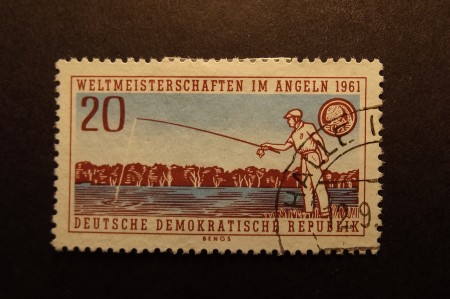 WELTMEISTERSCHAFTEN IM ANGELN 1961
20
DEUTSCHE DEMOKRATISCHE REPUBLIK
BENGS